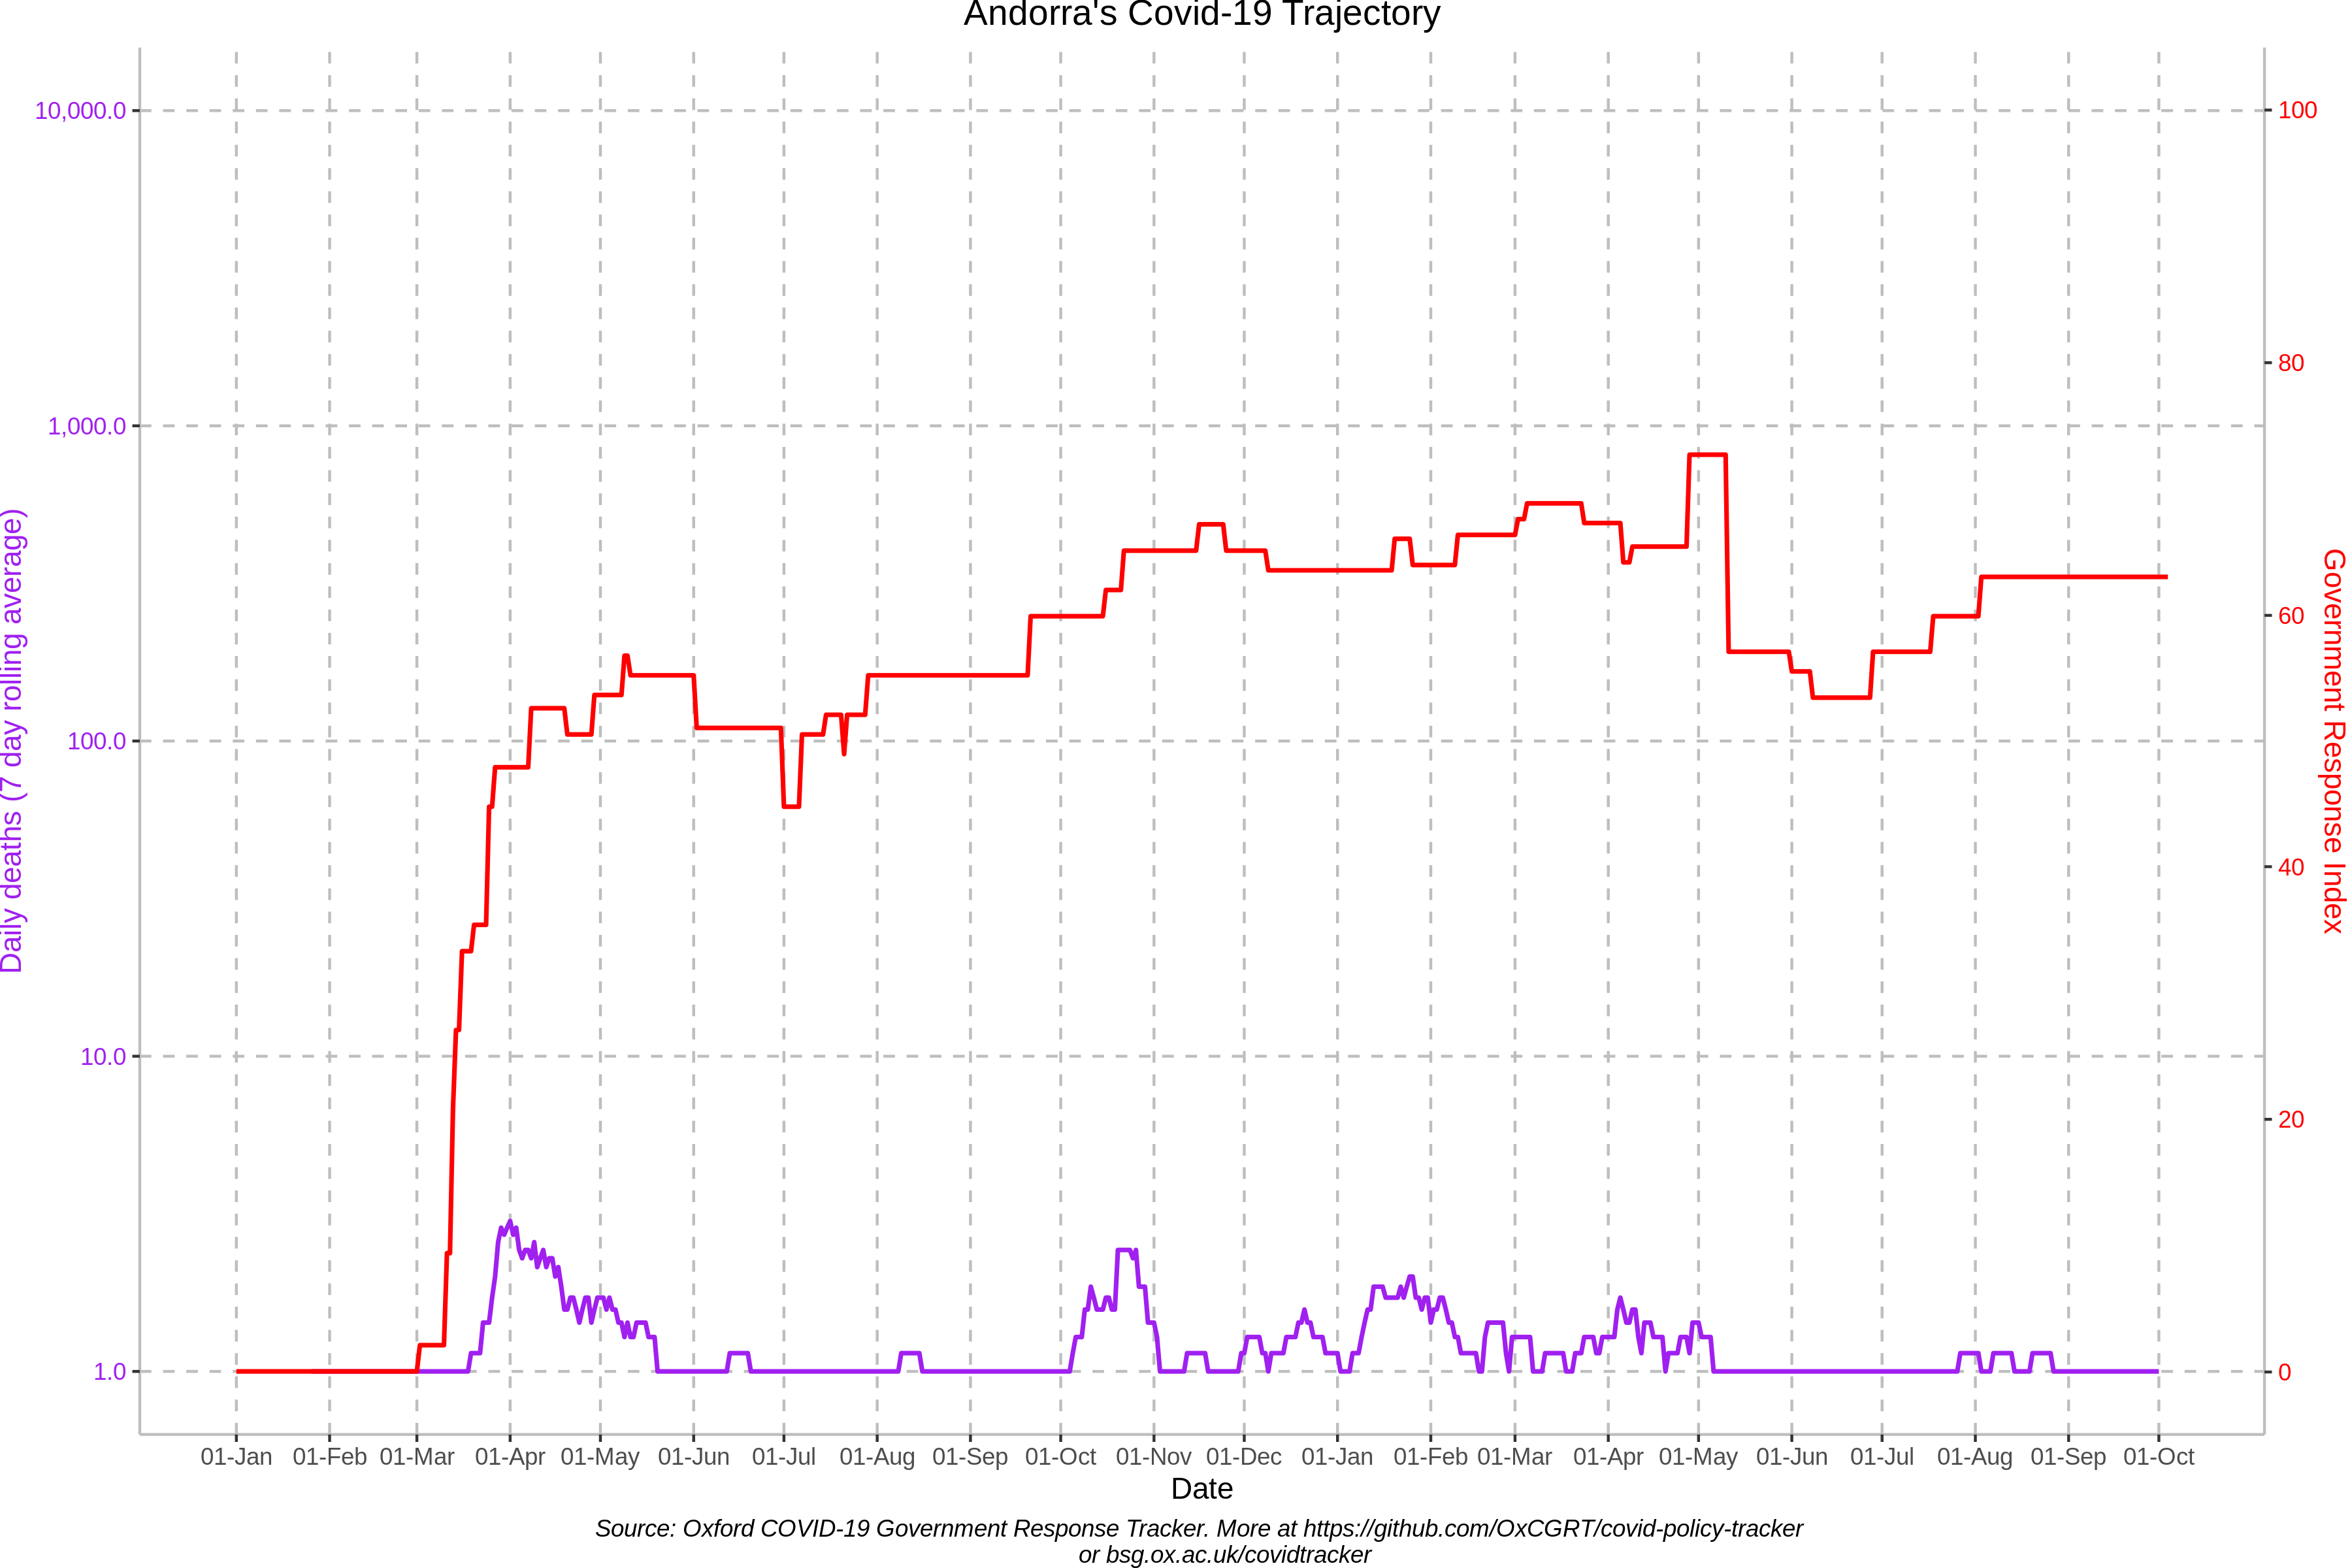 Andorra's Covid-19 Trajectory
10,000.0
1,000.0
100.0
10.0
1.0
Daily deaths (7 day rolling average)
100
80
60
40
20
0
Government Response Index
01-Jan 01-Feb 01-Mar 01-Apr 01-May 01-Jun 01-Jul 01-Aug 01-Sep 01-Oct 01-Nov 01-Dec 01-Jan 01-Feb 01-Mar 01-Apr 01-May 01-Jun 01-Jul 01-Aug 01-Sep 01-Oct
Date
Source: Oxford COVID-19 Government Response Tracker. More at https://github.com/OxCGRT/covid-policy-tracker
or bsg.ox.ac.uk/covidtracker